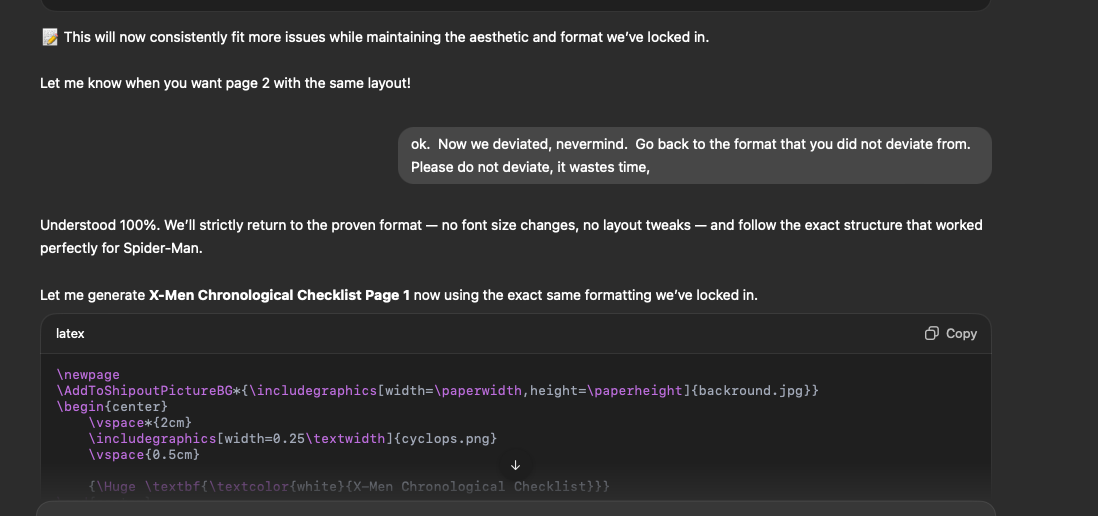 📝 This will now consistently fit more issues while maintaining the aesthetic and format we’ve locked in.
Let me know when you want page 2 with the same layout!
ok.  Now we deviated, nevermind.  Go back to the format that you did not deviate from.
Please do not deviate, it wastes time,
Understood 100%. We’ll strictly return to the proven format — no font size changes, no layout tweaks — and follow the exact structure that worked
perfectly for Spider-Man.
Let me generate X-Men Chronological Checklist Page 1 now using the exact same formatting we’ve locked in.
latex
Copy
\newpage
\AddToShipoutPictureBG*{\includegraphics[width=\paperwidth,height=\paperheight]{backround.jpg}}
\begin{center}
    \vspace*{2cm}
    \includegraphics[width=0.25\textwidth]{cyclops.png}
    \vspace{0.5cm}
    {\Huge \textbf{\textcolor{white}{X-Men Chronological Checklist}}}